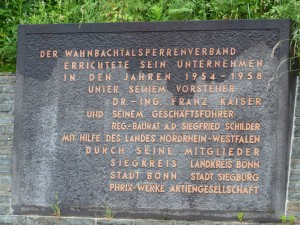 DER WAHNBACHTALSPERRENVERBAND
ERRICHTETE SEIN UNTERNEHMEN
IN DEN JAHREN 1954-1958
UNTER SEINEM VORSTEHER
DR.-ING. FRANZ KAISER
UND SEINEM GESCHÄFTSFÜHRER
REG-BAURAT A.D. SIEGFRIED SCHILDER
MIT HILFE DES LANDES NORDRHEIN-WESTFALEN
DURCH SEINE MITGLIEDER
SIEGKREIS LANDKREIS BONN
STADT BONN STADT SIEGBURG
PHRIX-WERKE AKTIENGESELLSCHAFT